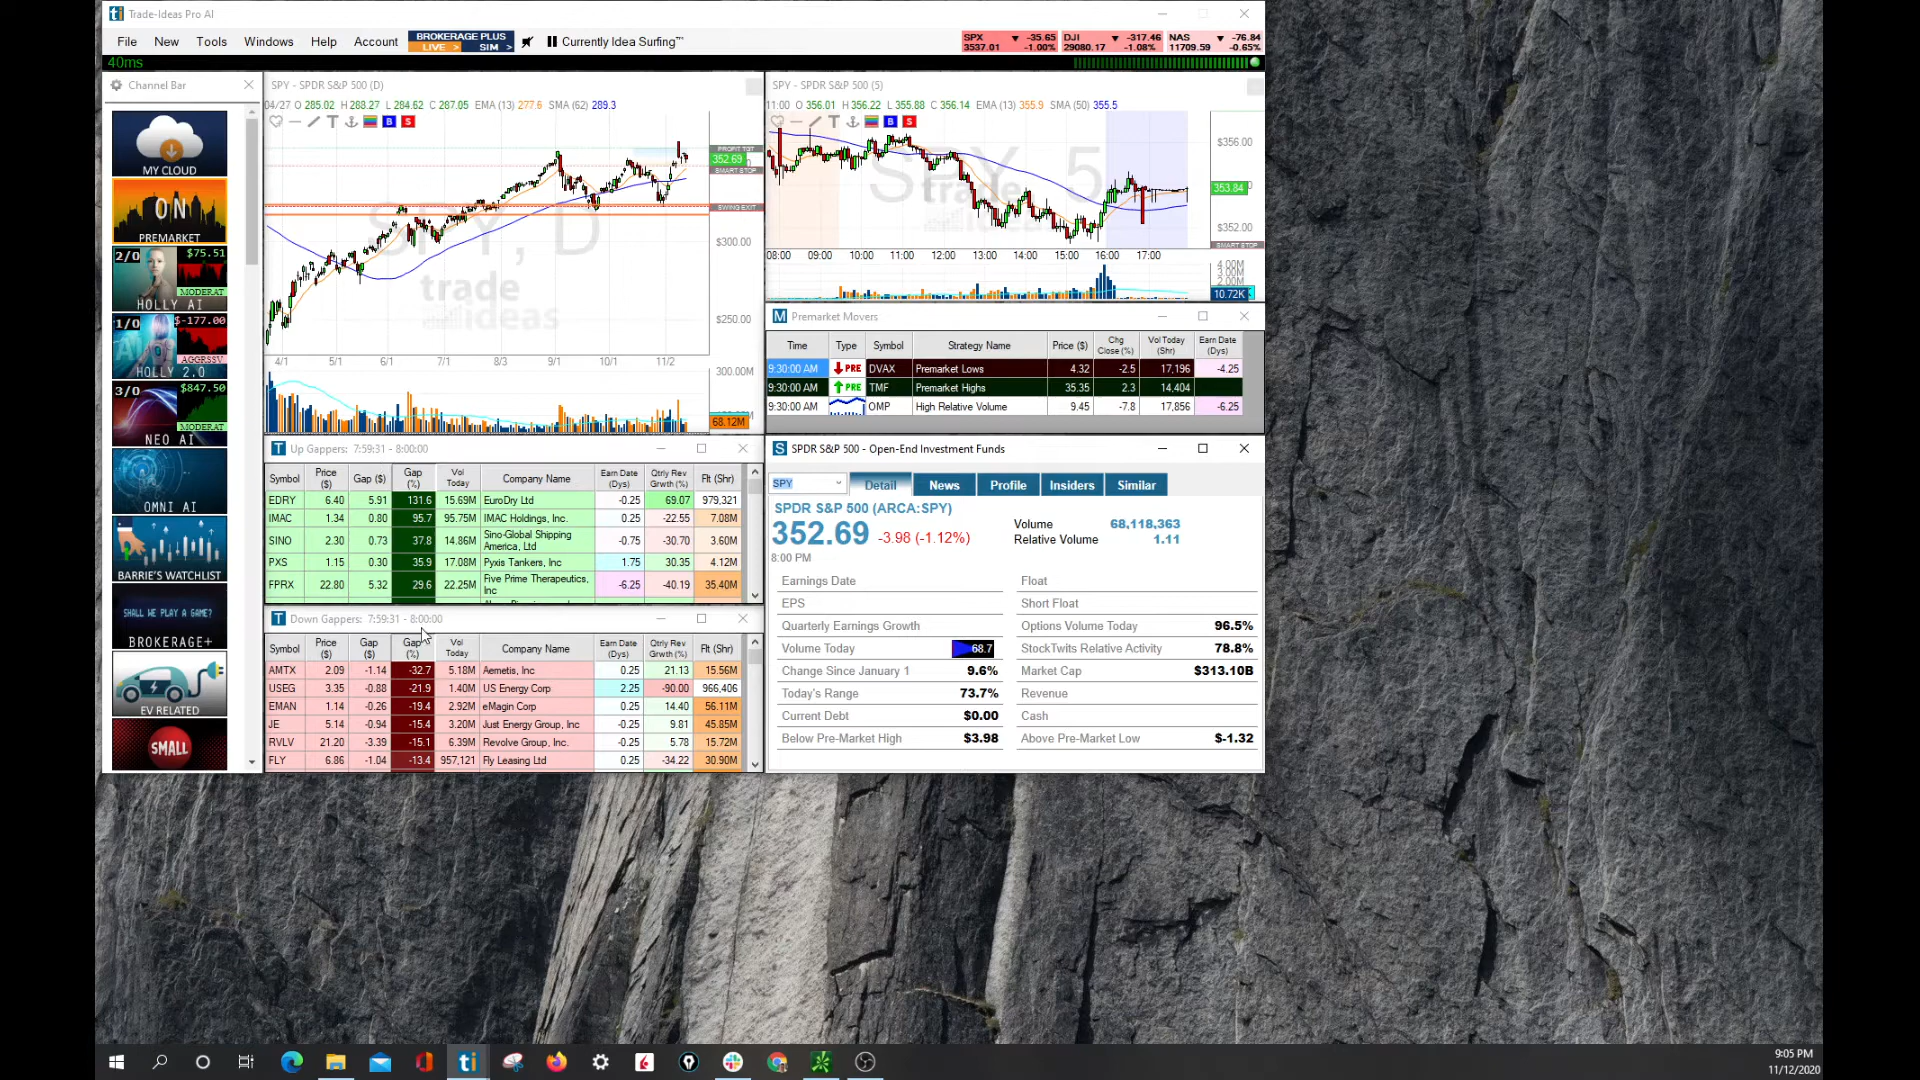 Trade-Ideas Pro AI
File New Tools Windows Help Account BROKERAGE PLUS LIVE > SIM > Currently Idea Surfing™
SPX ▼ -35.65 DJI ▼ -317.46 NAS ▼ -76.84
3537.01 -1.00% 29080.17 -1.08% 11709.59 -0.65%
40ms
Channel Bar
MY CLOUD
ON
PREMARKET
2/0 $75.51
MODERAT
HOLLY AI
1/0 $-177.00
AGGRSSV
HOLLY 2.0
3/0 $847.50
MODERAT
NEO AI
OMNI AI
BARRIE'S WATCHLIST
SHALL WE PLAY A GAME?
BROKERAGE+
EV RELATED
SMALL
SPY - SPDR S&P 500 (D)
04/27 O 285.02 H 288.27 L 284.62 C 287.05 EMA (13) 277.6 SMA (62) 289.3
T B S
SPY, D
trade
ideas
PROFIT TGT
352.69
SMART STOP
SWING EXIT
$300.00
$250.00
4/1 5/1 6/1 7/1 8/3 9/1 10/1 11/2
300.00M
68.12M
SPY - SPDR S&P 500 (5)
11:00 O 356.01 H 356.22 L 355.88 C 356.14 EMA (13) 355.9 SMA (50) 355.5
T B S
SPY, 5
trade
ideas
$356.00
353.84
$352.00
SMART STOP
08:00 09:00 10:00 11:00 12:00 13:00 14:00 15:00 16:00 17:00
4.00M
3.00M
2.00M
10.72K
M Premarket Movers
Time Type Symbol Strategy Name Price ($) Chg Close (%) Vol Today (Shr) Earn Date (Dys)
9:30:00 AM PRE DVAX Premarket Lows 4.32 -2.5 17,196 -4.25
9:30:00 AM PRE TMF Premarket Highs 35.35 2.3 14,404
9:30:00 AM OMP High Relative Volume 9.45 -7.8 17,856 -6.25
T Up Gappers: 7:59:31 - 8:00:00
Symbol Price ($) Gap ($) Gap (%) Vol Today Company Name Earn Date (Dys) Qtrly Rev Grwth (%) Flt (Shr)
EDRY 6.40 5.91 131.6 15.69M EuroDry Ltd -0.25 69.07 979,321
IMAC 1.34 0.80 95.7 95.75M IMAC Holdings, Inc. 0.25 -22.55 7.08M
SINO 2.30 0.73 37.8 14.86M Sino-Global Shipping America, Ltd -0.75 -30.70 3.60M
PXS 1.15 0.30 35.9 17.08M Pyxis Tankers, Inc 1.75 30.35 4.12M
FPRX 22.80 5.32 29.6 22.25M Five Prime Therapeutics, Inc -6.25 -40.19 35.40M
T Down Gappers: 7:59:31 - 8:00:00
Symbol Price ($) Gap ($) Gap (%) Vol Today Company Name Earn Date (Dys) Qtrly Rev Grwth (%) Flt (Shr)
AMTX 2.09 -1.14 -32.7 5.18M Aemetis, Inc 0.25 21.13 15.56M
USEG 3.35 -0.88 -21.9 1.40M US Energy Corp 2.25 -90.00 966,406
EMAN 1.14 -0.26 -19.4 2.92M eMagin Corp 0.25 14.40 56.11M
JE 5.14 -0.94 -15.4 3.20M Just Energy Group, Inc -0.25 9.81 45.85M
RVLV 21.20 -3.39 -15.1 6.39M Revolve Group, Inc. -0.25 5.78 15.72M
FLY 6.86 -1.04 -13.4 957,121 Fly Leasing Ltd 0.25 -34.22 30.90M
S SPDR S&P 500 - Open-End Investment Funds
SPY Detail News Profile Insiders Similar
SPDR S&P 500 (ARCA:SPY)
352.69 -3.98 (-1.12%)
8:00 PM
Volume 68,118,363
Relative Volume 1.11
Earnings Date Float
EPS Short Float
Quarterly Earnings Growth Options Volume Today 96.5%
Volume Today 68.7 StockTwits Relative Activity 78.8%
Change Since January 1 9.6% Market Cap $313.10B
Today's Range 73.7% Revenue
Current Debt $0.00 Cash
Below Pre-Market High $3.98 Above Pre-Market Low $-1.32
ti
9:05 PM
11/12/2020